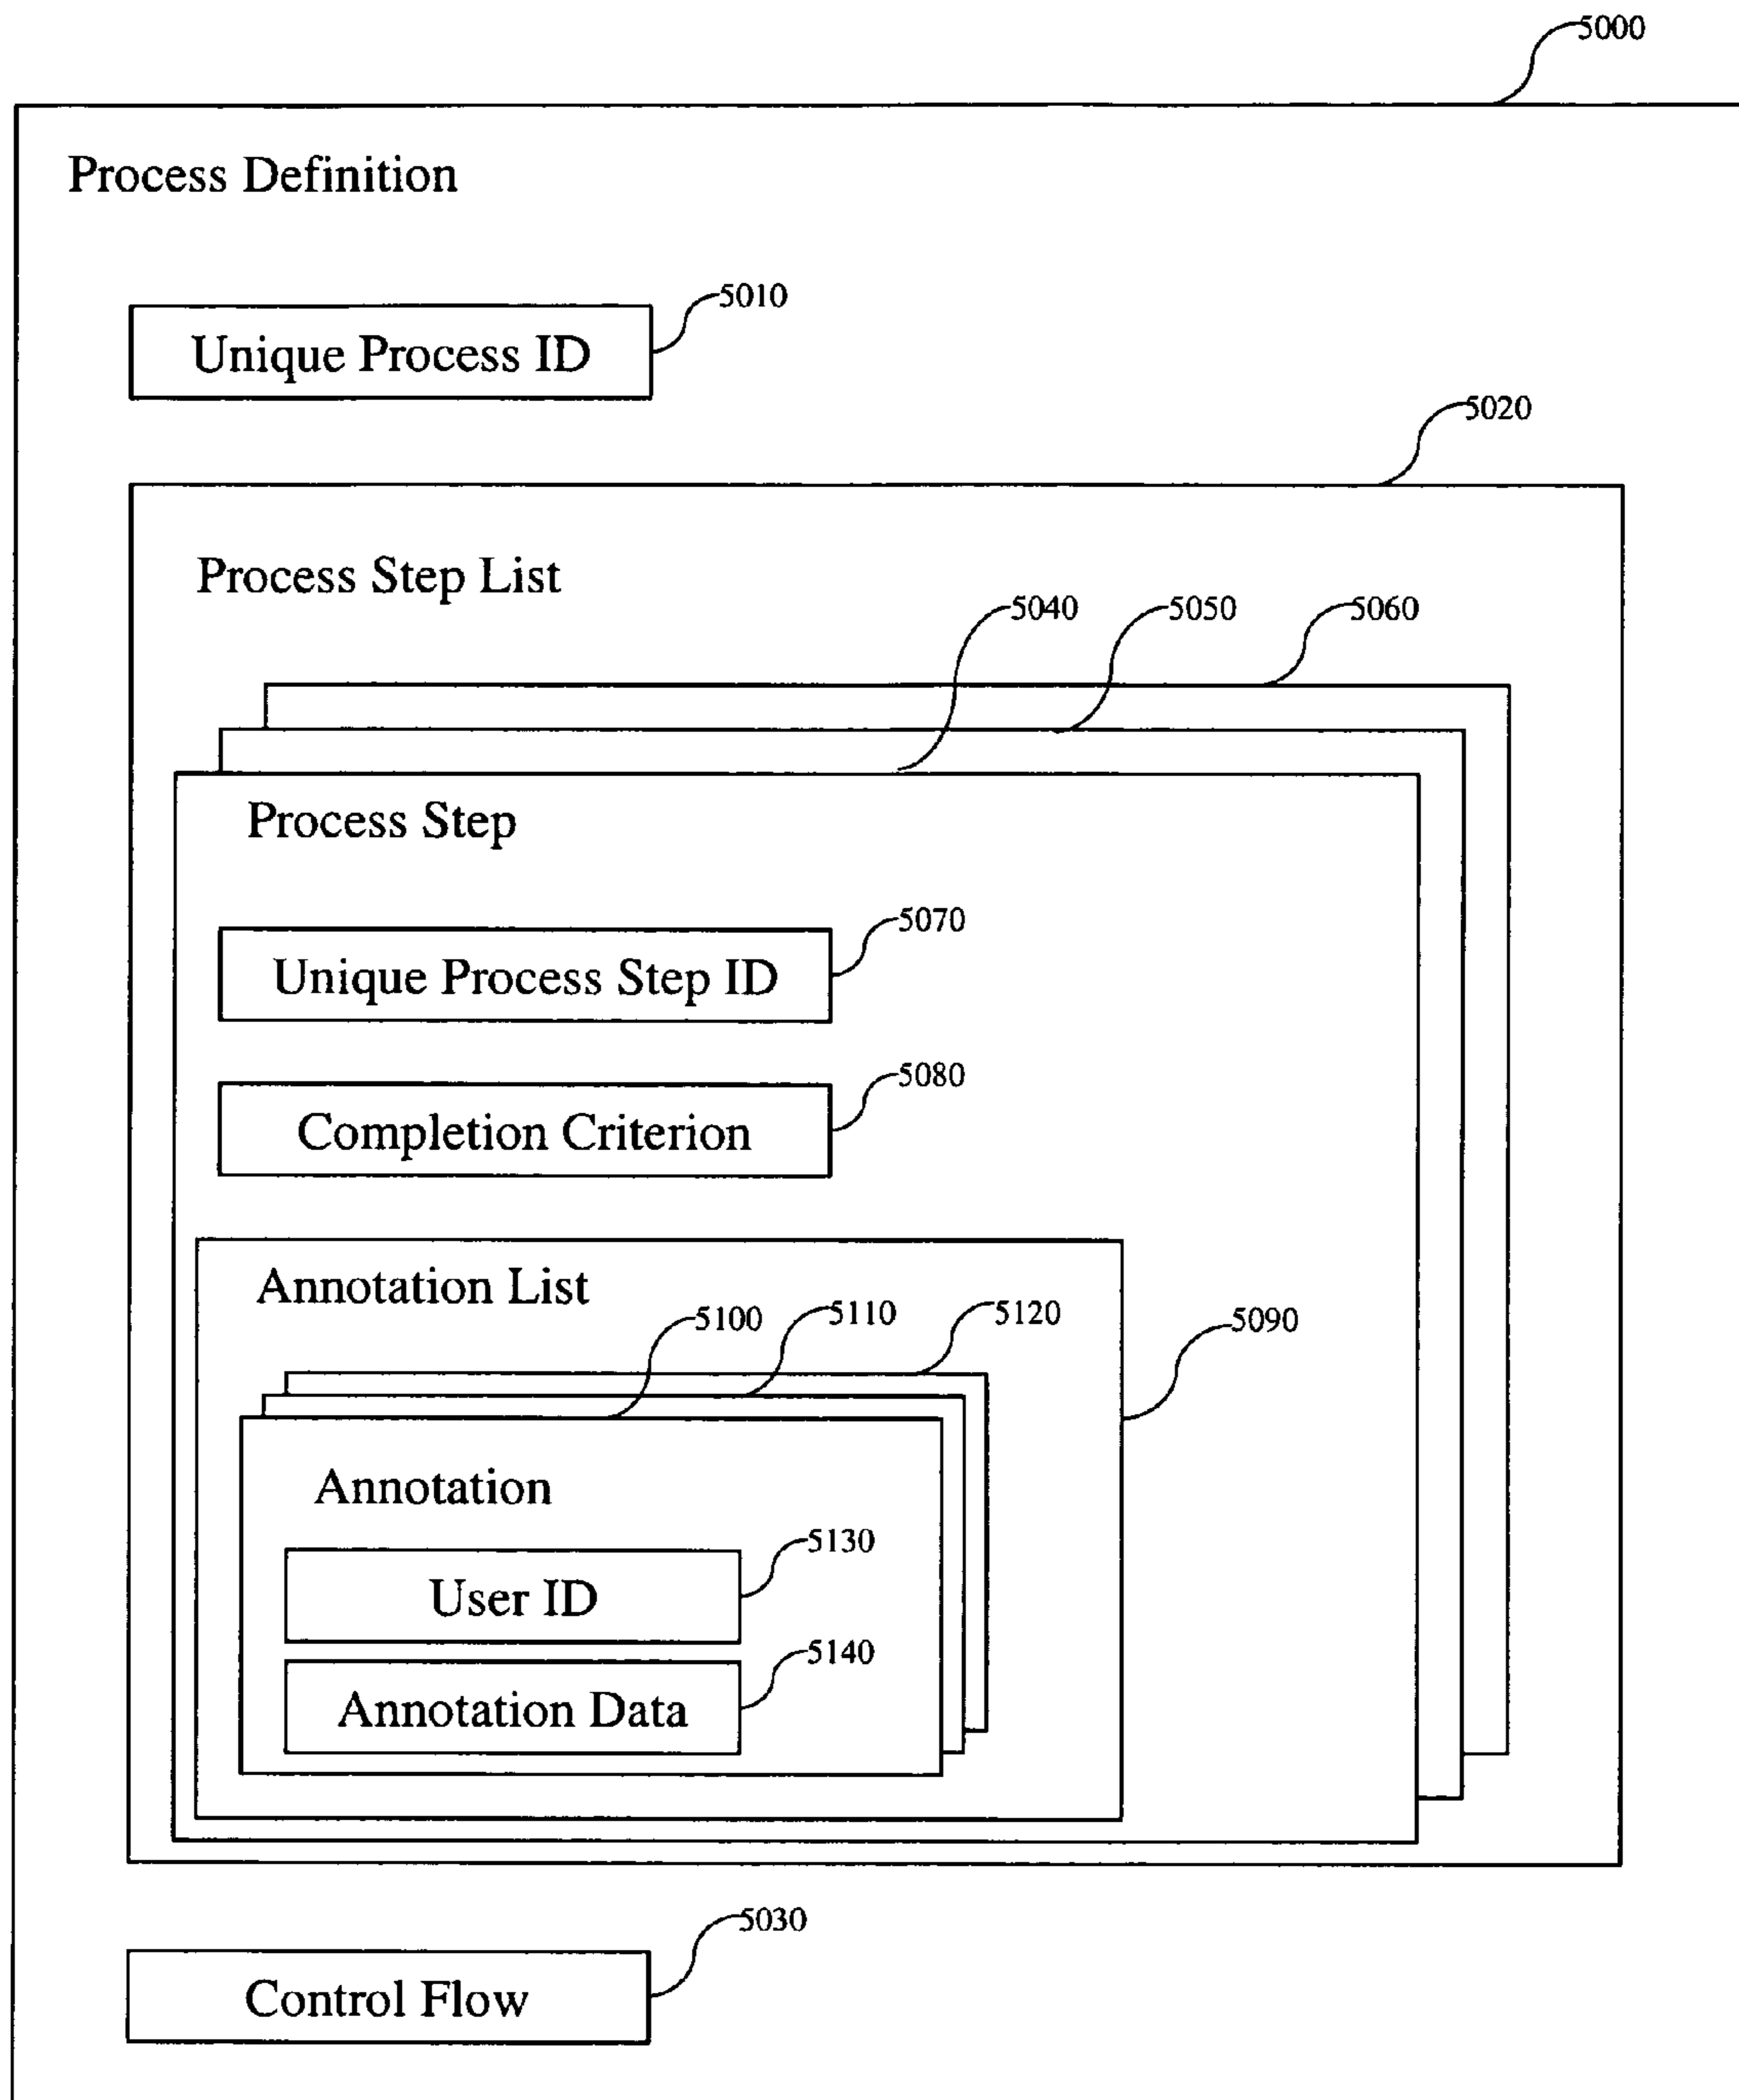 5000
Process Definition
5010
Unique Process ID
5020
Process Step List
5040 5050 5060
Process Step
5070
Unique Process Step ID
5080
Completion Criterion
Annotation List
5100 5110 5120 5090
Annotation
5130
User ID
5140
Annotation Data
5030
Control Flow